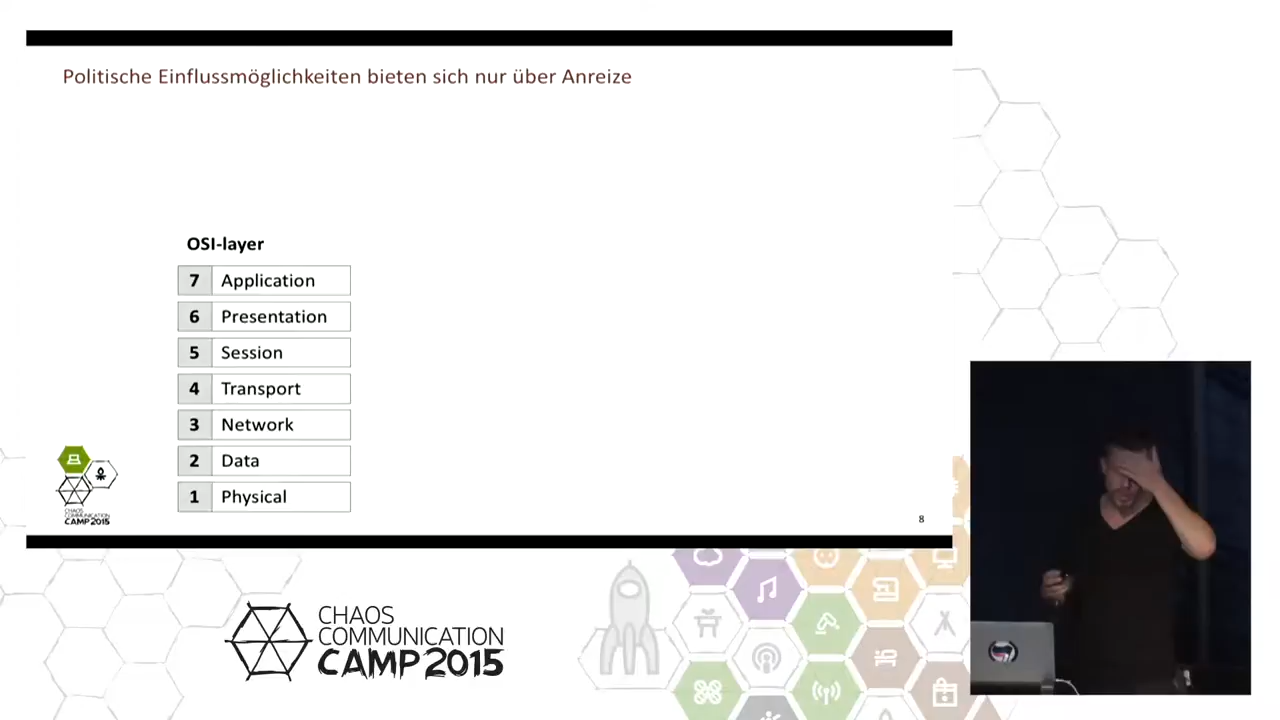 Politische Einflussmöglichkeiten bieten sich nur über Anreize
OSI-layer
7 Application
6 Presentation
5 Session
4 Transport
3 Network
2 Data
1 Physical
CHAOS
COMMUNICATION
CAMP 2015
8
CHAOS
COMMUNICATION
CAMP 2015